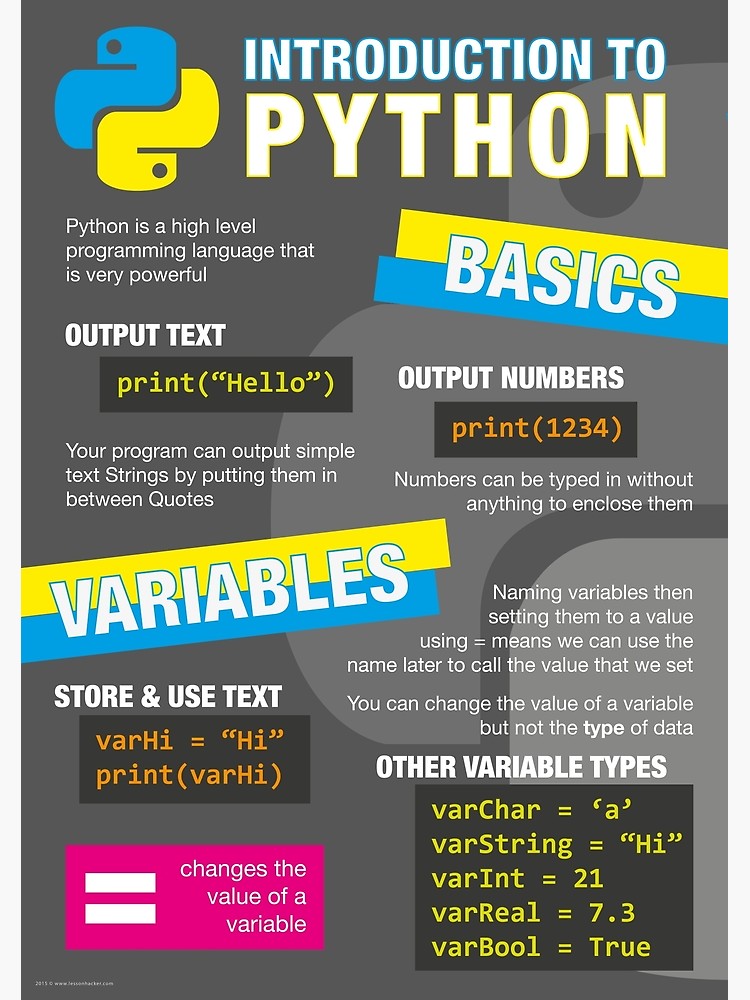 INTRODUCTION TO
PYTHON
Python is a high level
programming language that
is very powerful
BASICS
OUTPUT TEXT
print(“Hello”)
Your program can output simple
text Strings by putting them in
between Quotes
OUTPUT NUMBERS
print(1234)
Numbers can be typed in without
anything to enclose them
VARIABLES
Naming variables then
setting them to a value
using = means we can use the
name later to call the value that we set
You can change the value of a variable
but not the type of data
STORE & USE TEXT
varHi = “Hi”
print(varHi)
=
changes the
value of a
variable
OTHER VARIABLE TYPES
varChar = ‘a’
varString = “Hi”
varInt = 21
varReal = 7.3
varBool = True
2015 © www.lessonhacker.com